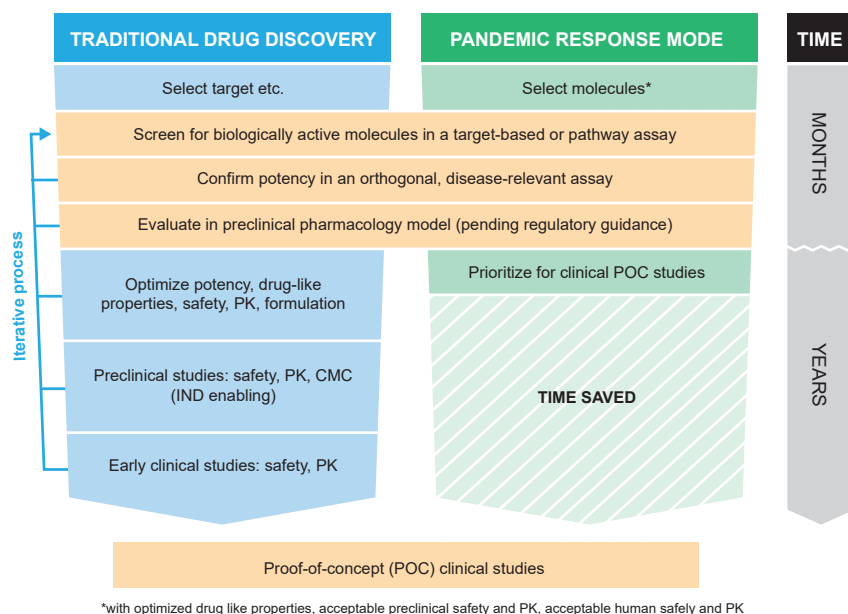 TRADITIONAL DRUG DISCOVERY
PANDEMIC RESPONSE MODE
TIME
Select target etc.
Select molecules*
Screen for biologically active molecules in a target-based or pathway assay
Confirm potency in an orthogonal, disease-relevant assay
Evaluate in preclinical pharmacology model (pending regulatory guidance)
MONTHS
Iterative process
Optimize potency, drug-like
properties, safety, PK, formulation
Prioritize for clinical POC studies
Preclinical studies: safety, PK, CMC
(IND enabling)
TIME SAVED
YEARS
Early clinical studies: safety, PK
Proof-of-concept (POC) clinical studies
*with optimized drug like properties, acceptable preclinical safety and PK, acceptable human safely and PK